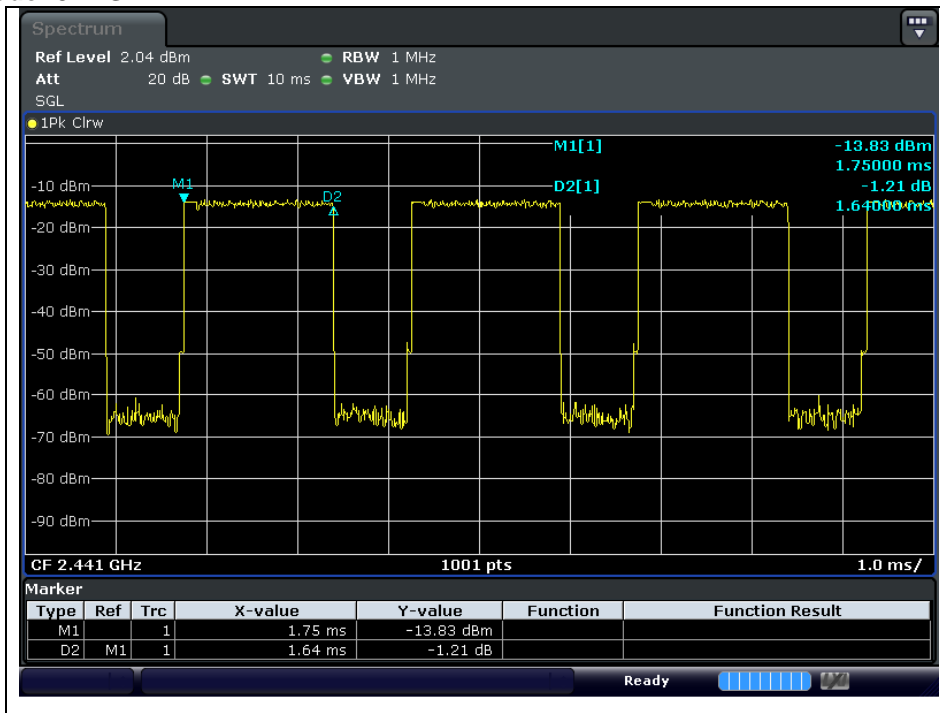 Spectrum
Ref Level 2.04 dBm RBW 1 MHz
Att 20 dB SWT 10 ms VBW 1 MHz
SGL
1Pk Clrw
M1[1] -13.83 dBm
1.75000 ms
-10 dBm M1 D2[1] -1.21 dB
D2 1.64000 ms
-20 dBm
-30 dBm
-40 dBm
-50 dBm
-60 dBm
-70 dBm
-80 dBm
-90 dBm
CF 2.441 GHz 1001 pts 1.0 ms/
Marker
Type Ref Trc X-value Y-value Function Function Result
M1 1 1.75 ms -13.83 dBm
D2 M1 1 1.64 ms -1.21 dB
Ready